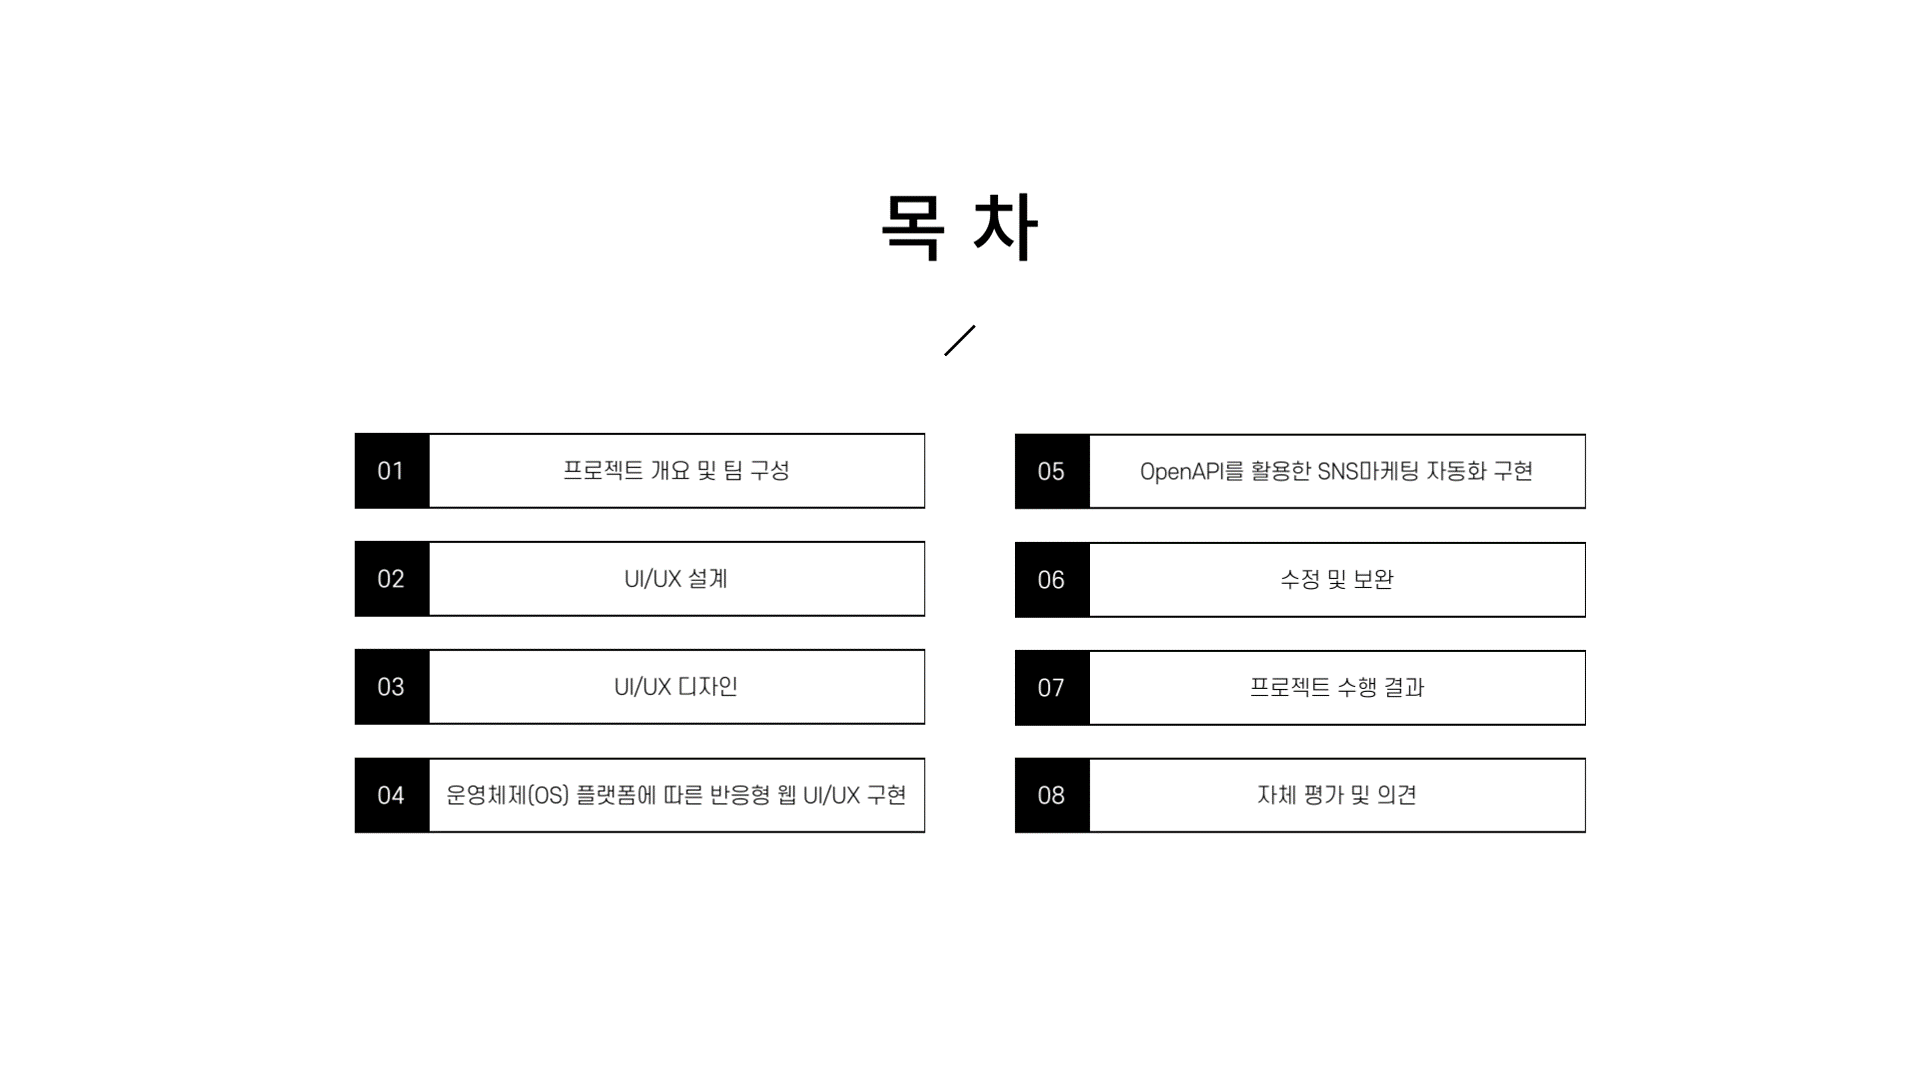 목 차
01 프로젝트 개요 및 팀 구성
02 UI/UX 설계
03 UI/UX 디자인
04 운영체제(OS) 플랫폼에 따른 반응형 웹 UI/UX 구현
05 OpenAPI를 활용한 SNS마케팅 자동화 구현
06 수정 및 보완
07 프로젝트 수행 결과
08 자체 평가 및 의견